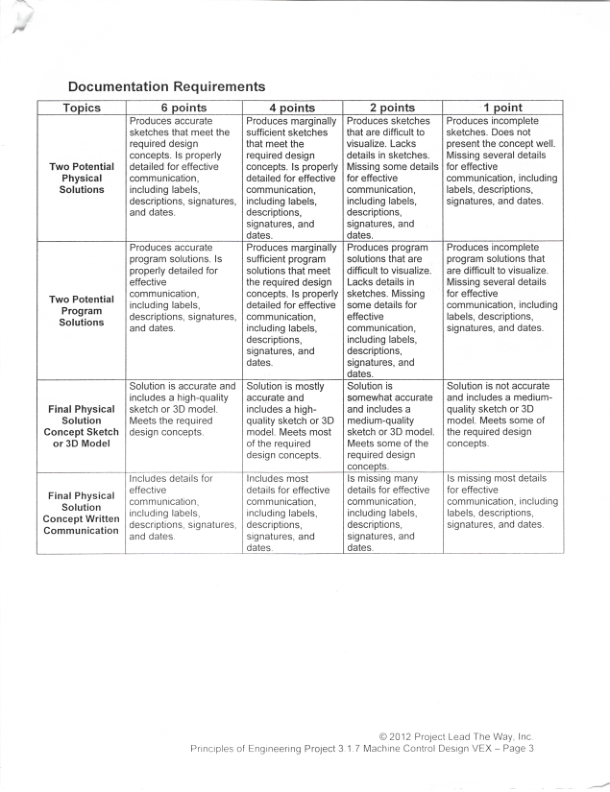 Documentation Requirements
Topics 6 points 4 points 2 points 1 point
Two Potential
Physical
Solutions
Produces accurate
sketches that meet the
required design
concepts. Is properly
detailed for effective
communication,
including labels,
descriptions, signatures,
and dates.
Produces marginally
sufficient sketches
that meet the
required design
concepts. Is properly
detailed for effective
communication,
including labels,
descriptions,
signatures, and
dates.
Produces sketches
that are difficult to
visualize. Lacks
details in sketches.
Missing some details
for effective
communication,
including labels,
descriptions,
signatures, and
dates.
Produces incomplete
sketches. Does not
present the concept well.
Missing several details
for effective
communication, including
labels, descriptions,
signatures, and dates.
Two Potential
Program
Solutions
Produces accurate
program solutions. Is
properly detailed for
effective
communication,
including labels,
descriptions, signatures,
and dates.
Produces marginally
sufficient program
solutions that meet
the required design
concepts. Is properly
detailed for effective
communication,
including labels,
descriptions,
signatures, and
dates.
Produces program
solutions that are
difficult to visualize.
Lacks details in
sketches. Missing
some details for
effective
communication,
including labels,
descriptions,
signatures, and
dates.
Produces incomplete
program solutions that
are difficult to visualize.
Missing several details
for effective
communication, including
labels, descriptions,
signatures, and dates.
Final Physical
Solution
Concept Sketch
or 3D Model
Solution is accurate and
includes a high-quality
sketch or 3D model.
Meets the required
design concepts.
Solution is mostly
accurate and
includes a high-
quality sketch or 3D
model. Meets most
of the required
design concepts.
Solution is
somewhat accurate
and includes a
medium-quality
sketch or 3D model.
Meets some of the
required design
concepts.
Solution is not accurate
and includes a medium-
quality sketch or 3D
model. Meets some of
the required design
concepts.
Final Physical
Solution
Concept Written
Communication
Includes details for
effective
communication,
including labels,
descriptions, signatures,
and dates.
Includes most
details for effective
communication,
including labels,
descriptions,
signatures, and
dates.
Is missing many
details for effective
communication,
including labels,
descriptions,
signatures, and
dates.
Is missing most details
for effective
communication, including
labels, descriptions,
signatures, and dates.
© 2012 Project Lead The Way, Inc.
Principles of Engineering Project 3.1.7 Machine Control Design VEX – Page 3